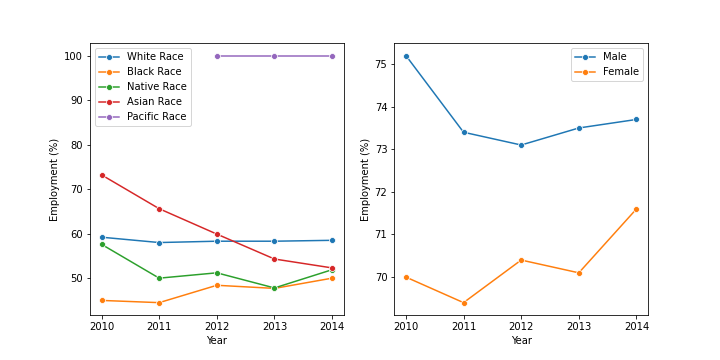 White Race
Black Race
Native Race
Asian Race
Pacific Race
100
90
80
70
60
50
Employment (%)
2010 2011 2012 2013 2014
Year
Male
Female
75
74
73
72
71
70
Employment (%)
2010 2011 2012 2013 2014
Year